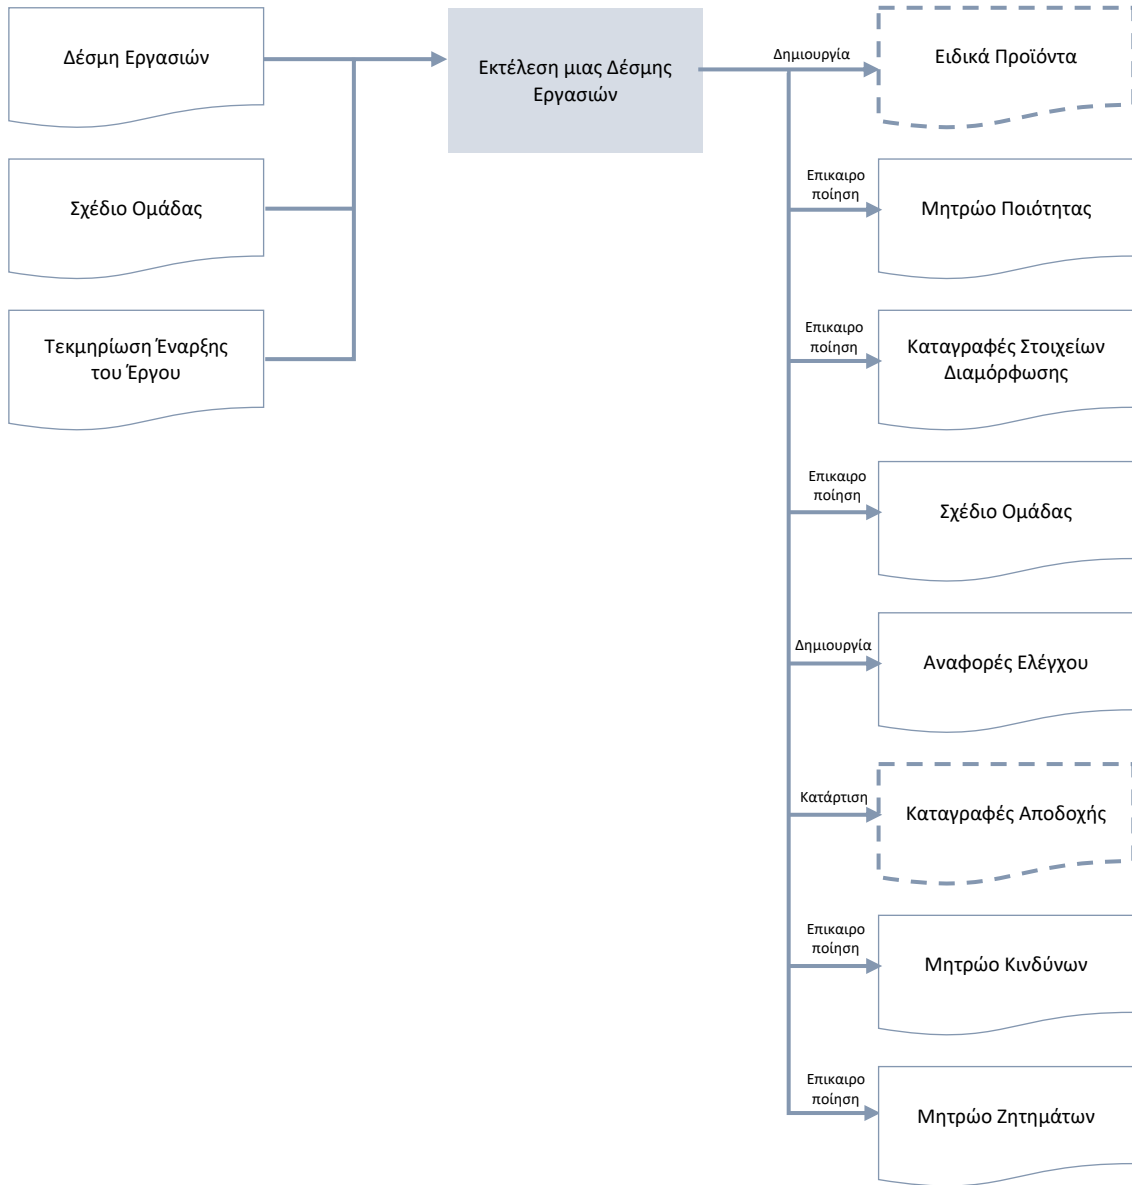 Δέσμη Εργασιών
Σχέδιο Ομάδας
Τεκμηρίωση Έναρξης
του Έργου
Εκτέλεση μιας Δέσμης
Εργασιών
Δημιουργία
Ειδικά Προϊόντα
Επικαιρο
ποίηση
Μητρώο Ποιότητας
Επικαιρο
ποίηση
Καταγραφές Στοιχείων
Διαμόρφωσης
Επικαιρο
ποίηση
Σχέδιο Ομάδας
Δημιουργία
Αναφορές Ελέγχου
Κατάρτιση
Καταγραφές Αποδοχής
Επικαιρο
ποίηση
Μητρώο Κινδύνων
Επικαιρο
ποίηση
Μητρώο Ζητημάτων